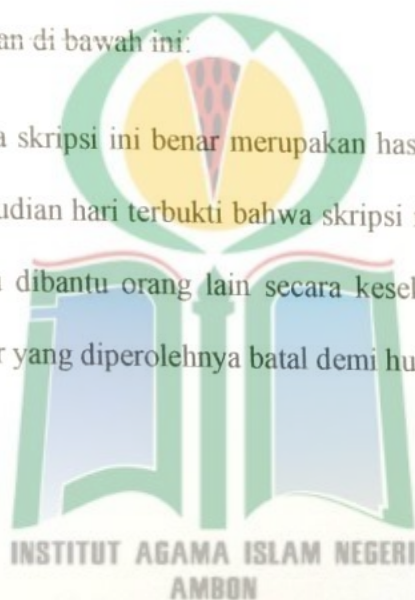 an di bawah ini:
a skripsi ini benar merupakan has
udian hari terbukti bahwa skripsi
dibantu orang lain secara kesel
r yang diperolehnya batal demi hu
INSTITUT AGAMA ISLAM NEGERI
AMBON